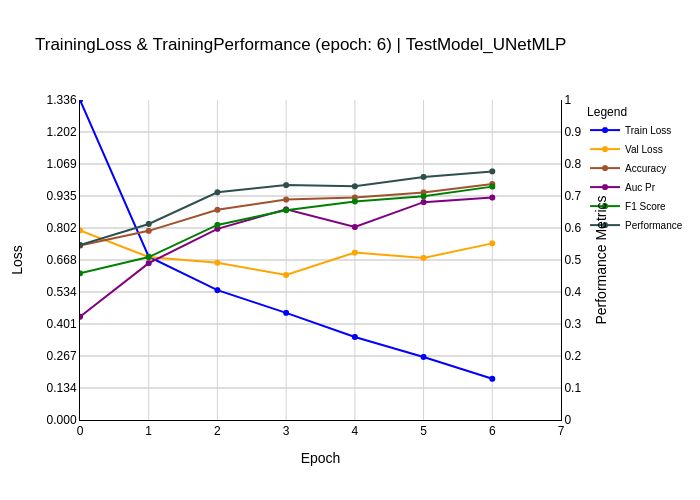 TrainingLoss & TrainingPerformance (epoch: 6) | TestModel_UNetMLP
1.336
1.202
1.069
0.935
0.802
0.668
0.534
0.401
0.267
0.134
0.000
Loss
0 1 2 3 4 5 6 7
Epoch
1
0.9
0.8
0.7
0.6
0.5
0.4
0.3
0.2
0.1
0
Performance Metrics
Legend
Train Loss
Val Loss
Accuracy
Auc Pr
F1 Score
Performance